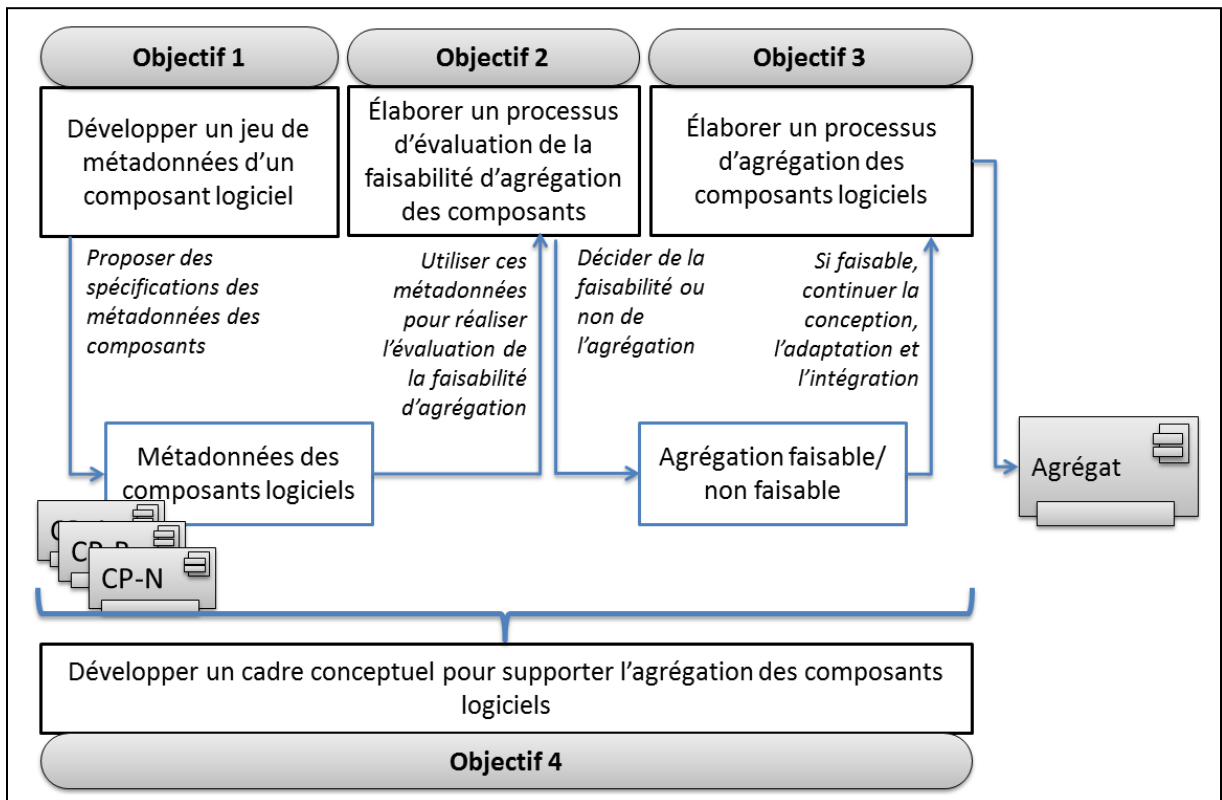 Objectif 1
Développer un jeu de
métadonnées d'un
composant logiciel
Objectif 2
Élaborer un processus
d'évaluation de la
faisabilité d'agrégation
des composants
Objectif 3
Élaborer un processus
d'agrégation des
composants logiciels
Proposer des
spécifications des
métadonnées des
composants
Utiliser ces
métadonnées
pour réaliser
l'évaluation de
la faisabilité
d'agrégation
Décider de la
faisabilité ou
non de
l'agrégation
Si faisable,
continuer la
conception,
l'adaptation et
l'intégration
Métadonnées des
composants logiciels
Agrégation faisable/
non faisable
Agrégat
CP-N
Développer un cadre conceptuel pour supporter l'agrégation des composants
logiciels
Objectif 4